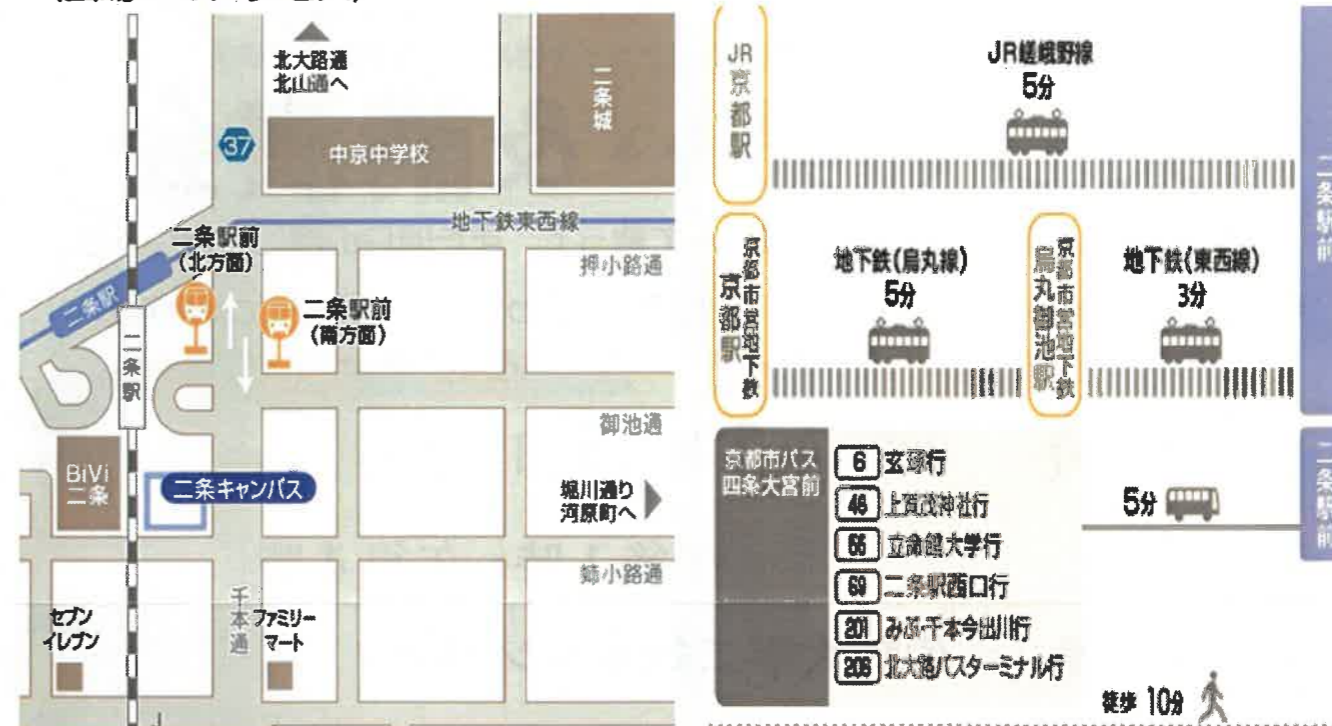 北大路通
北山通へ
二条城
37
中京中学校
地下鉄東西線
二条駅前
(北方面)
押小路通
二条駅
二条駅前
(南方面)
二条駅
御池通
BiVi
二条
二条キャンパス
堀川通り
河原町へ
姉小路通
千本通
セブン
イレブン
ファミリー
マート
JR京都駅
JR嵯峨野線
5分
二条駅前
京都市営地下鉄
京都駅
地下鉄(烏丸線)
5分
京都市営地下鉄
烏丸御池駅
地下鉄(東西線)
3分
京都市バス
四条大宮前
6 玄琢行
46 上賀茂神社行
55 立命館大学行
69 二条駅西口行
201 みぶ・千本今出川行
206 北大路バスターミナル行
5分
二条駅前
徒歩 10分